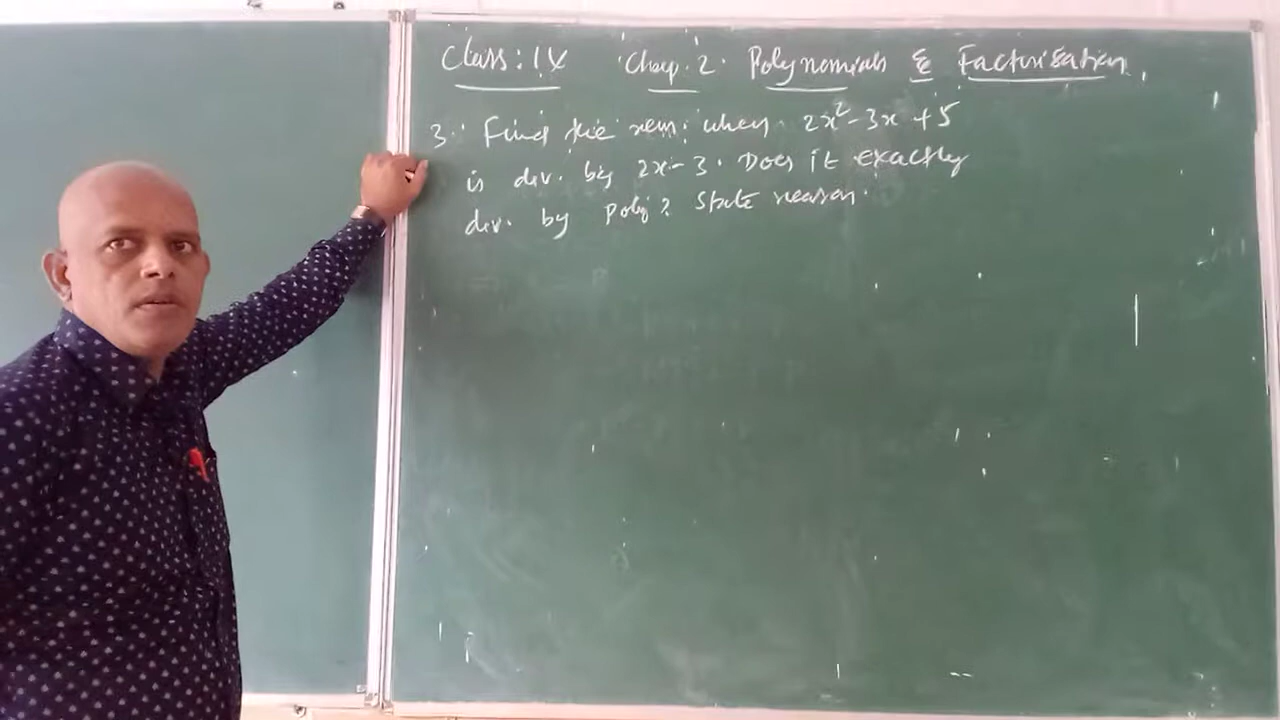 Class: IX Chap. 2. Polynomials & Factorisation.
3. Find the rem. when 2x² - 3x + 5
is div. by 2x - 3. Does it exactly
div. by Poly? State reason.